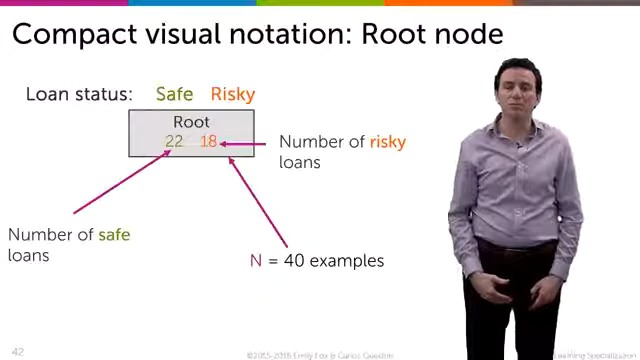 Compact visual notation: Root node
Loan status: Safe Risky
Root
22 18
Number of risky
loans
Number of safe
loans
N = 40 examples
42
©2015-2016 Emily Fox & Carlos Guestrin
Learning Specialization